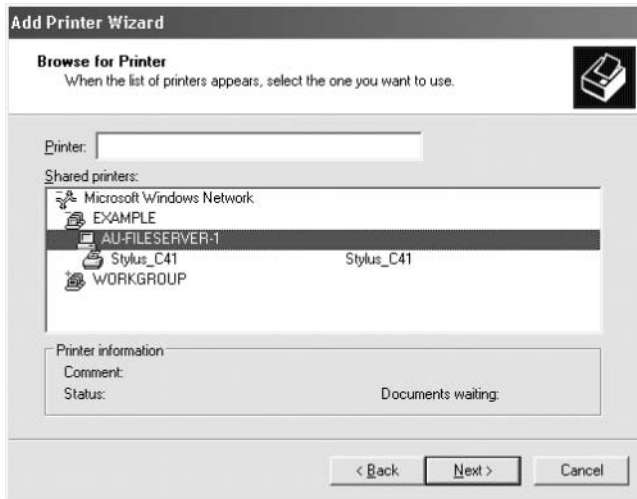 Add Printer Wizard
Browse for Printer
When the list of printers appears, select the one you want to use.
Printer:
Shared printers:
Microsoft Windows Network
EXAMPLE
AU-FILESERVER-1
Stylus_C41 Stylus_C41
WORKGROUP
Printer information
Comment:
Status: Documents waiting:
< Back Next > Cancel